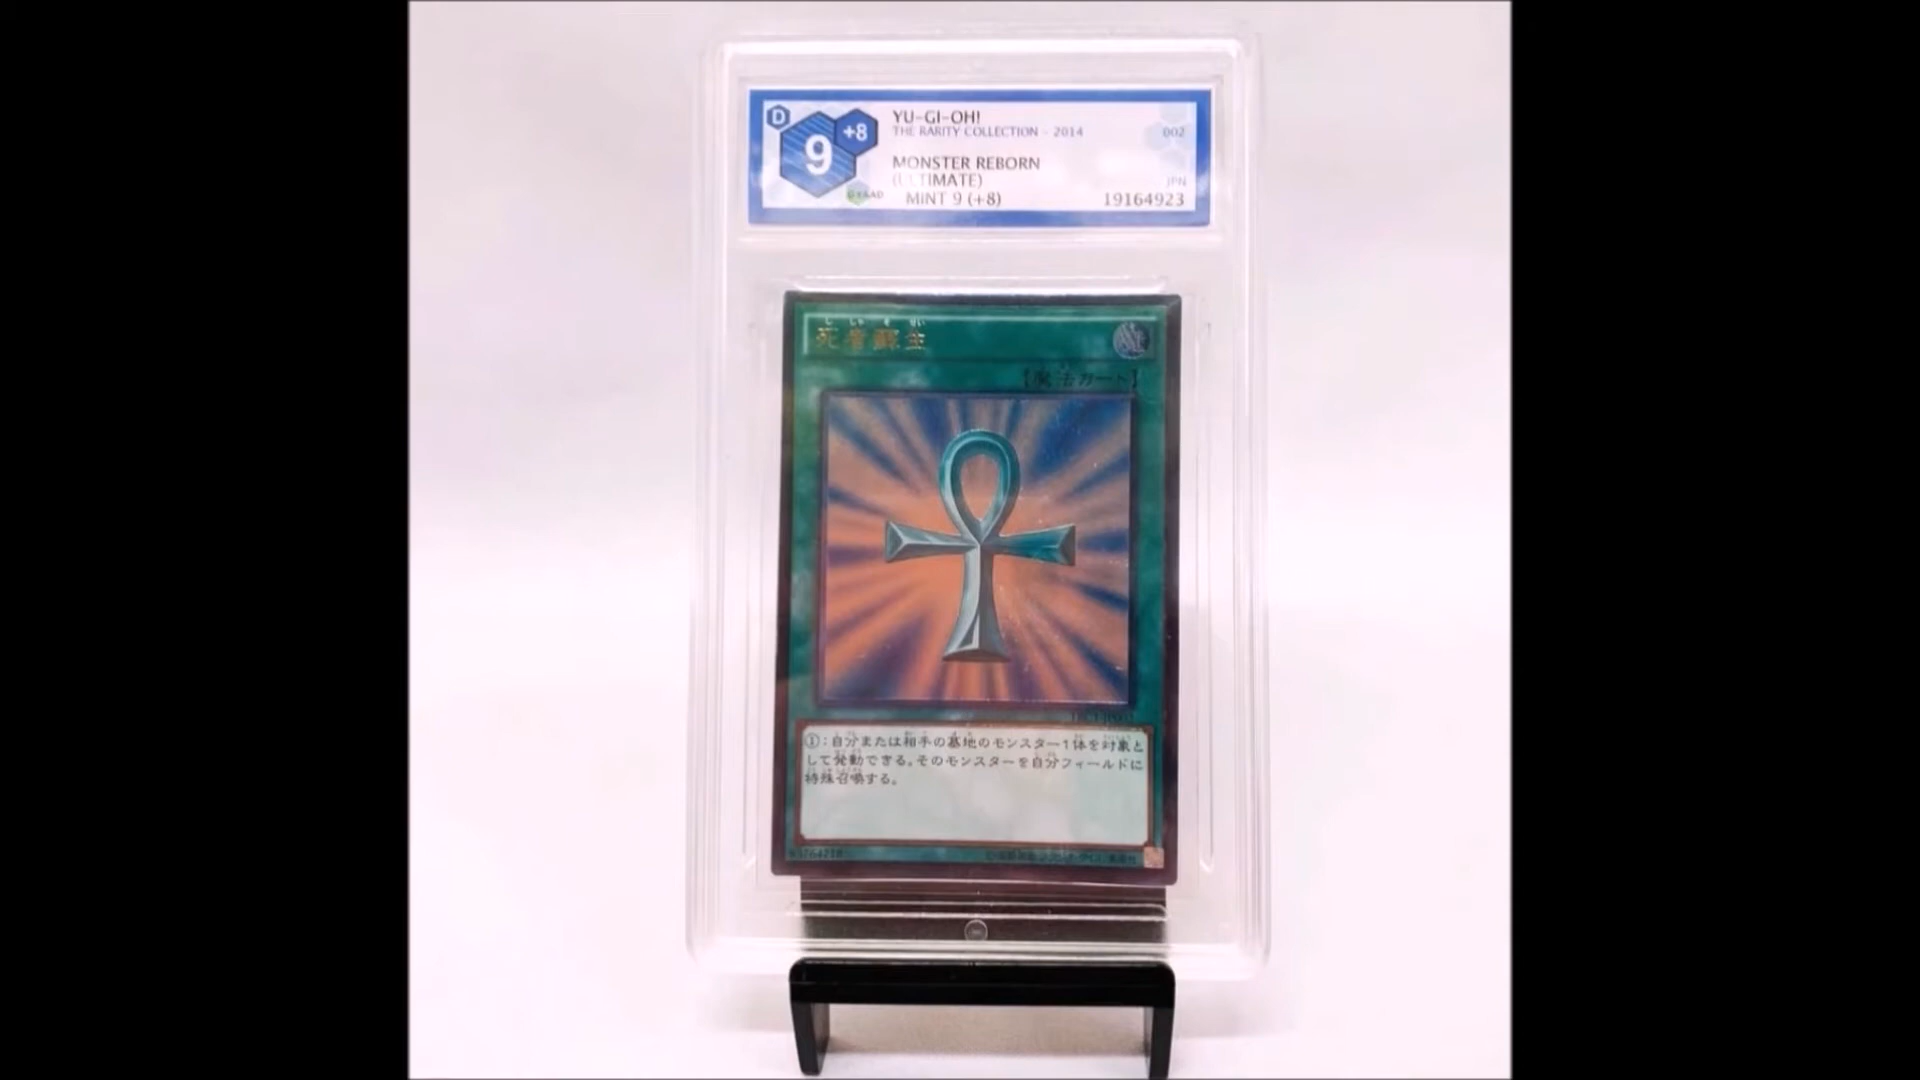 D
9
+8
GRAAD
YU-GI-OH!
THE RARITY COLLECTION - 2014
002
MONSTER REBORN
(ULTIMATE)
JPN
MINT 9 (+8)
19164923
死者蘇生
【魔法カード】
①:自分または相手の墓地のモンスター1体を対象と
して発動できる。そのモンスターを自分フィールドに
特殊召喚する。